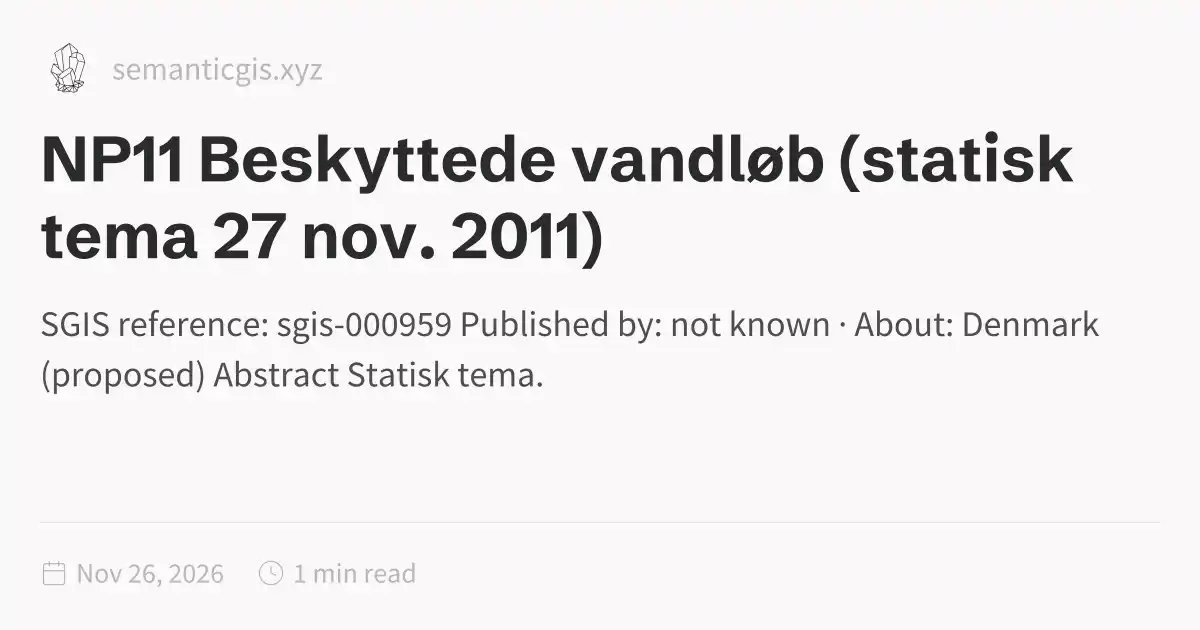 semanticgis.xyz
NP11 Beskyttede vandløb (statisk
tema 27 nov. 2011)
SGIS reference: sgis-000959 Published by: not known · About: Denmark
(proposed) Abstract Statisk tema.
Nov 26, 2026 1 min read